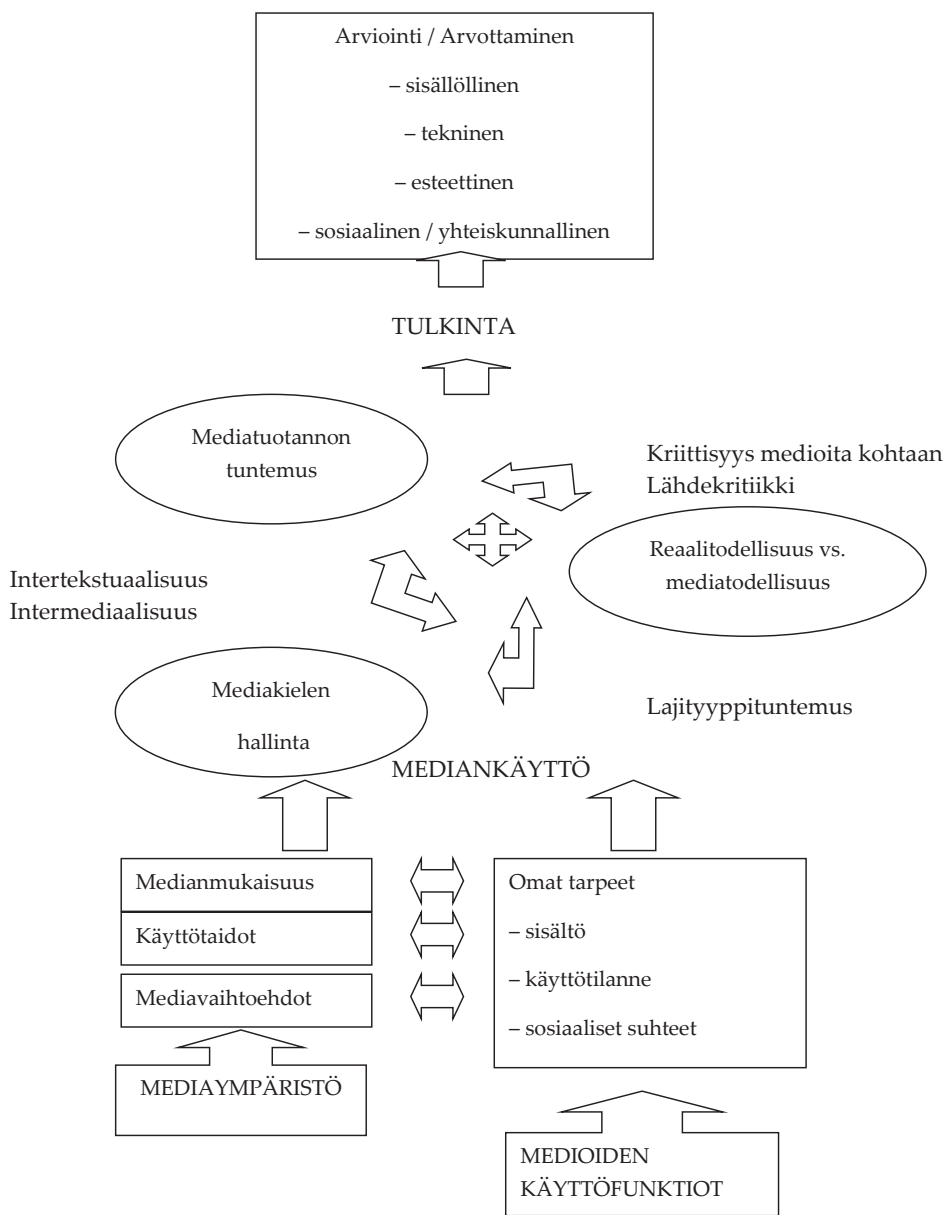 Arviointi / Arvottaminen
– sisällöllinen
– tekninen
– esteettinen
– sosiaalinen / yhteiskunnallinen
TULKINTA
Mediatuotannon
tuntemus
Kriittisyys medioita kohtaan
Lähdekritiikki
Reaalitodellisuus vs.
mediatodellisuus
Intertekstuaalisuus
Intermediaalisuus
Mediakielen
hallinta
Lajityyppituntemus
MEDIANKÄYTTÖ
Medianmukaisuus
Käyttötaidot
Mediavaihtoehdot
MEDIAYMPÄRISTÖ
Omat tarpeet
– sisältö
– käyttötilanne
– sosiaaliset suhteet
MEDIOIDEN
KÄYTTÖFUNKTIOT